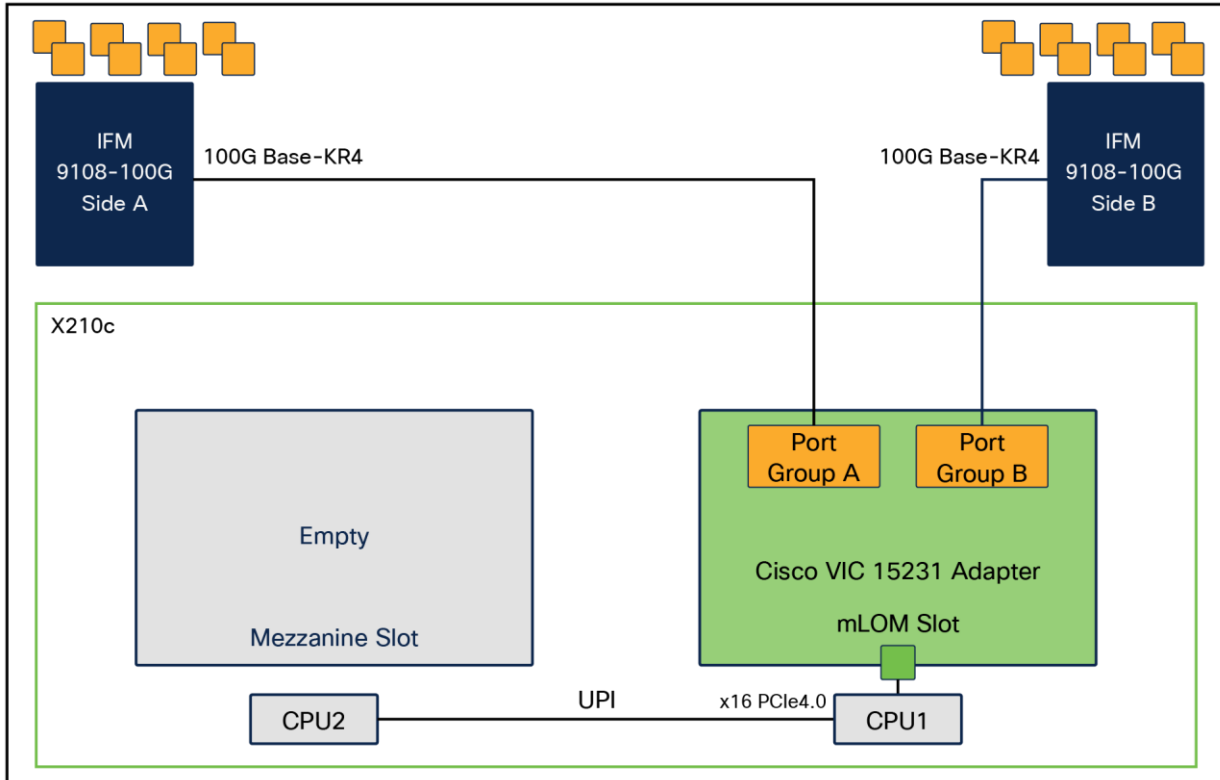 IFM
9108-100G
Side A
100G Base-KR4
100G Base-KR4
IFM
9108-100G
Side B
X210c
Port
Group A
Port
Group B
Empty
Mezzanine Slot
Cisco VIC 15231 Adapter
mLOM Slot
CPU2
UPI
x16 PCIe4.0
CPU1